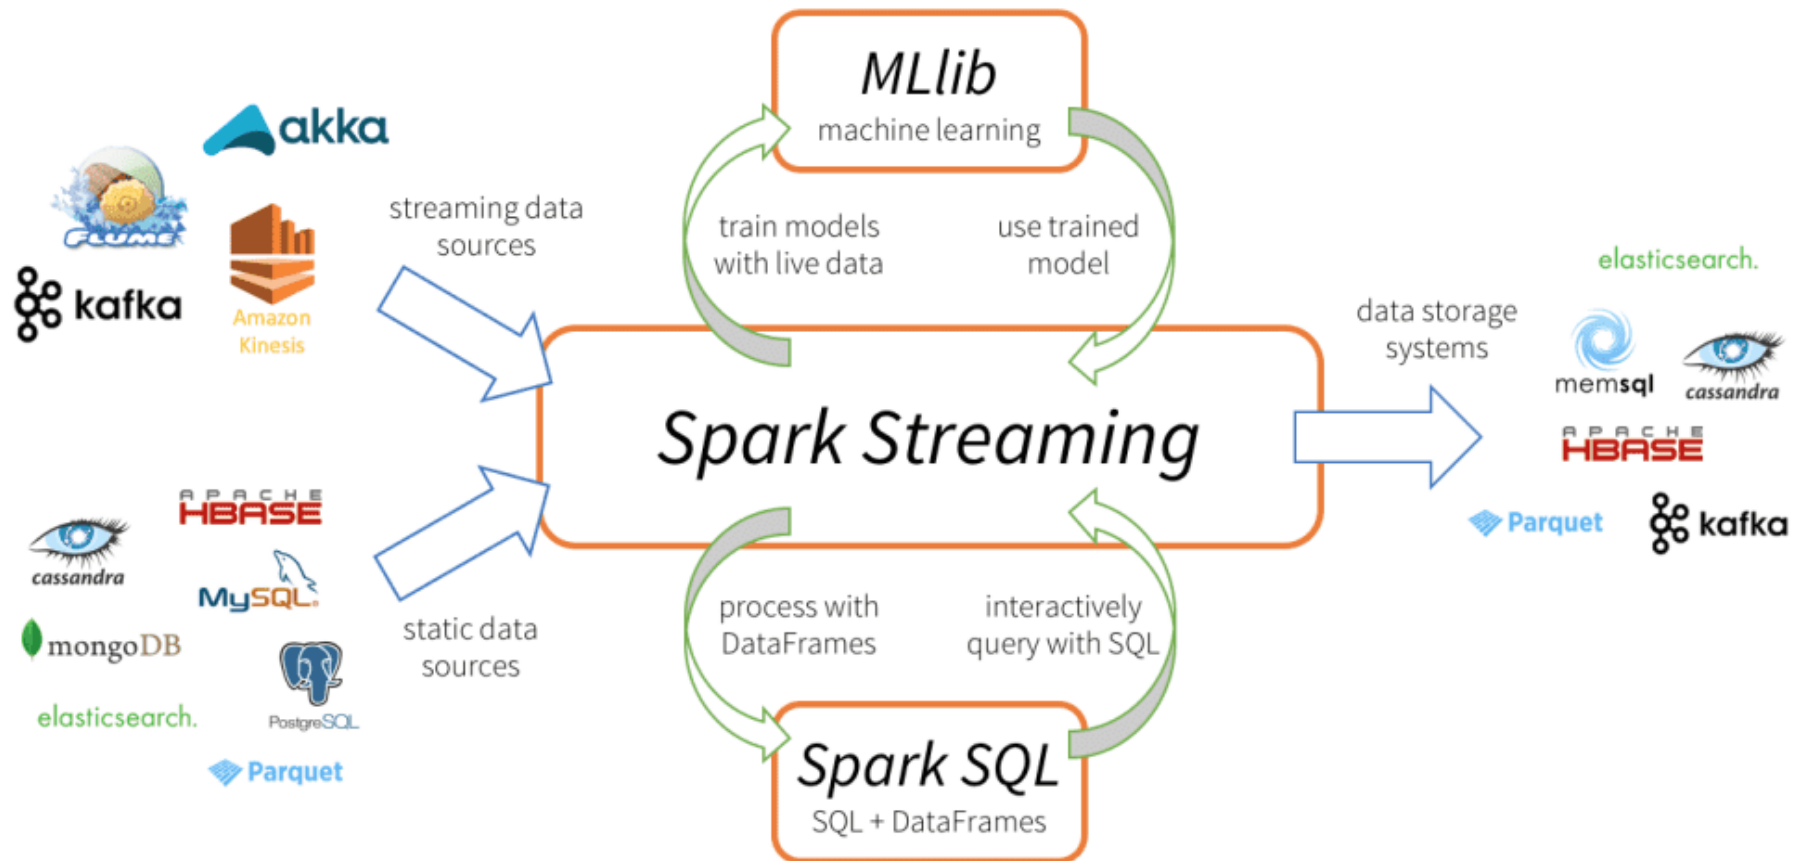 MLlib
machine learning
akka
FLUME
kafka
Amazon
Kinesis
streaming data
sources
train models
with live data
use trained
model
elasticsearch.
data storage
systems
memsql
cassandra
APACHE
HBASE
Parquet
kafka
Spark Streaming
APACHE
HBASE
cassandra
MySQL®
mongoDB
PostgreSQL
elasticsearch.
Parquet
static data
sources
process with
DataFrames
interactively
query with SQL
Spark SQL
SQL + DataFrames